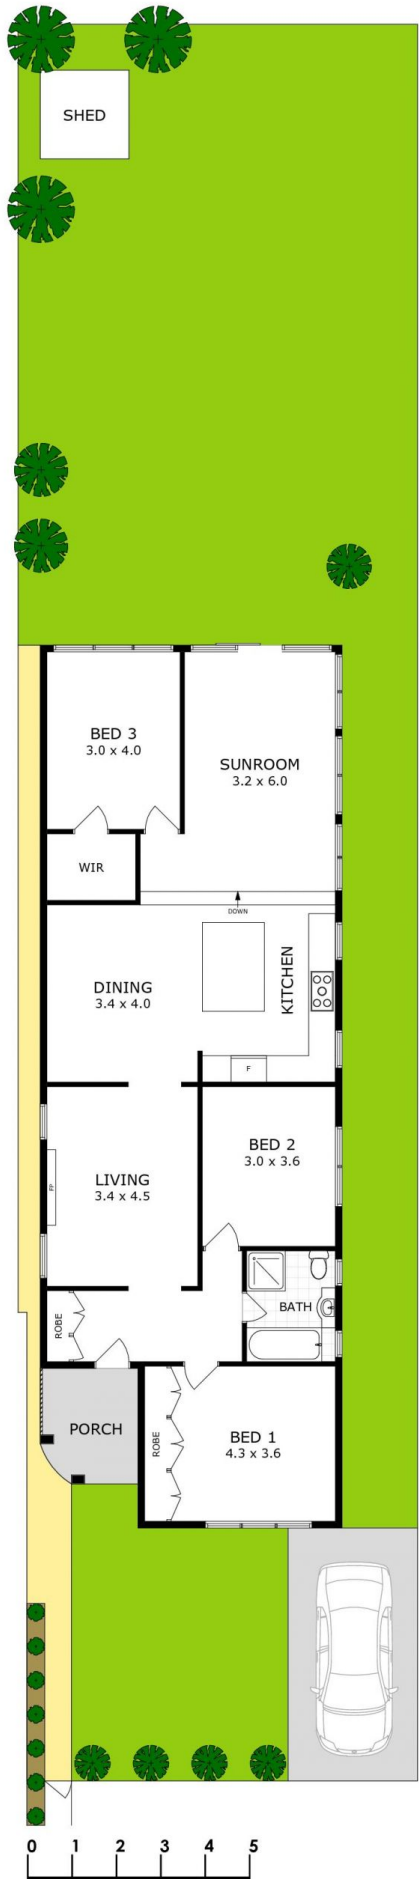 SHED
BED 3
3.0 x 4.0
SUNROOM
3.2 x 6.0
WIR
DOWN
DINING
3.4 x 4.0
KITCHEN
F
BED 2
3.0 x 3.6
LIVING
3.4 x 4.5
FP
ROBE
BATH
PORCH
ROBE
BED 1
4.3 x 3.6
0 1 2 3 4 5